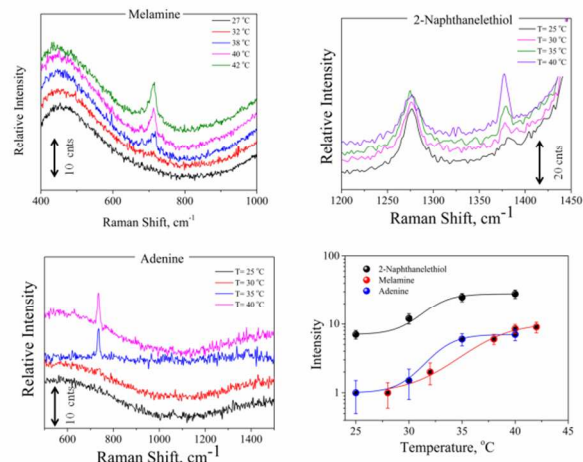 Melamine
27 °C
32 °C
38 °C
40 °C
42 °C
Relative Intensity
10 cnts
400 600 800 1000
Raman Shift, cm-1
2-Naphthanelethiol
T= 25 °C
T= 30 °C
T= 35 °C
T= 40 °C
Relative Intensity
20 cnts
1200 1250 1300 1350 1400 1450
Raman Shift, cm-1
Adenine
T= 25 °C
T= 30 °C
T= 35 °C
T= 40 °C
Relative Intensity
10 cnts
600 800 1000 1200 1400
Raman Shift, cm-1
100
10
1
2-Naphthanelethiol
Melamine
Adenine
Intensity
25 30 35 40
Temperature, °C